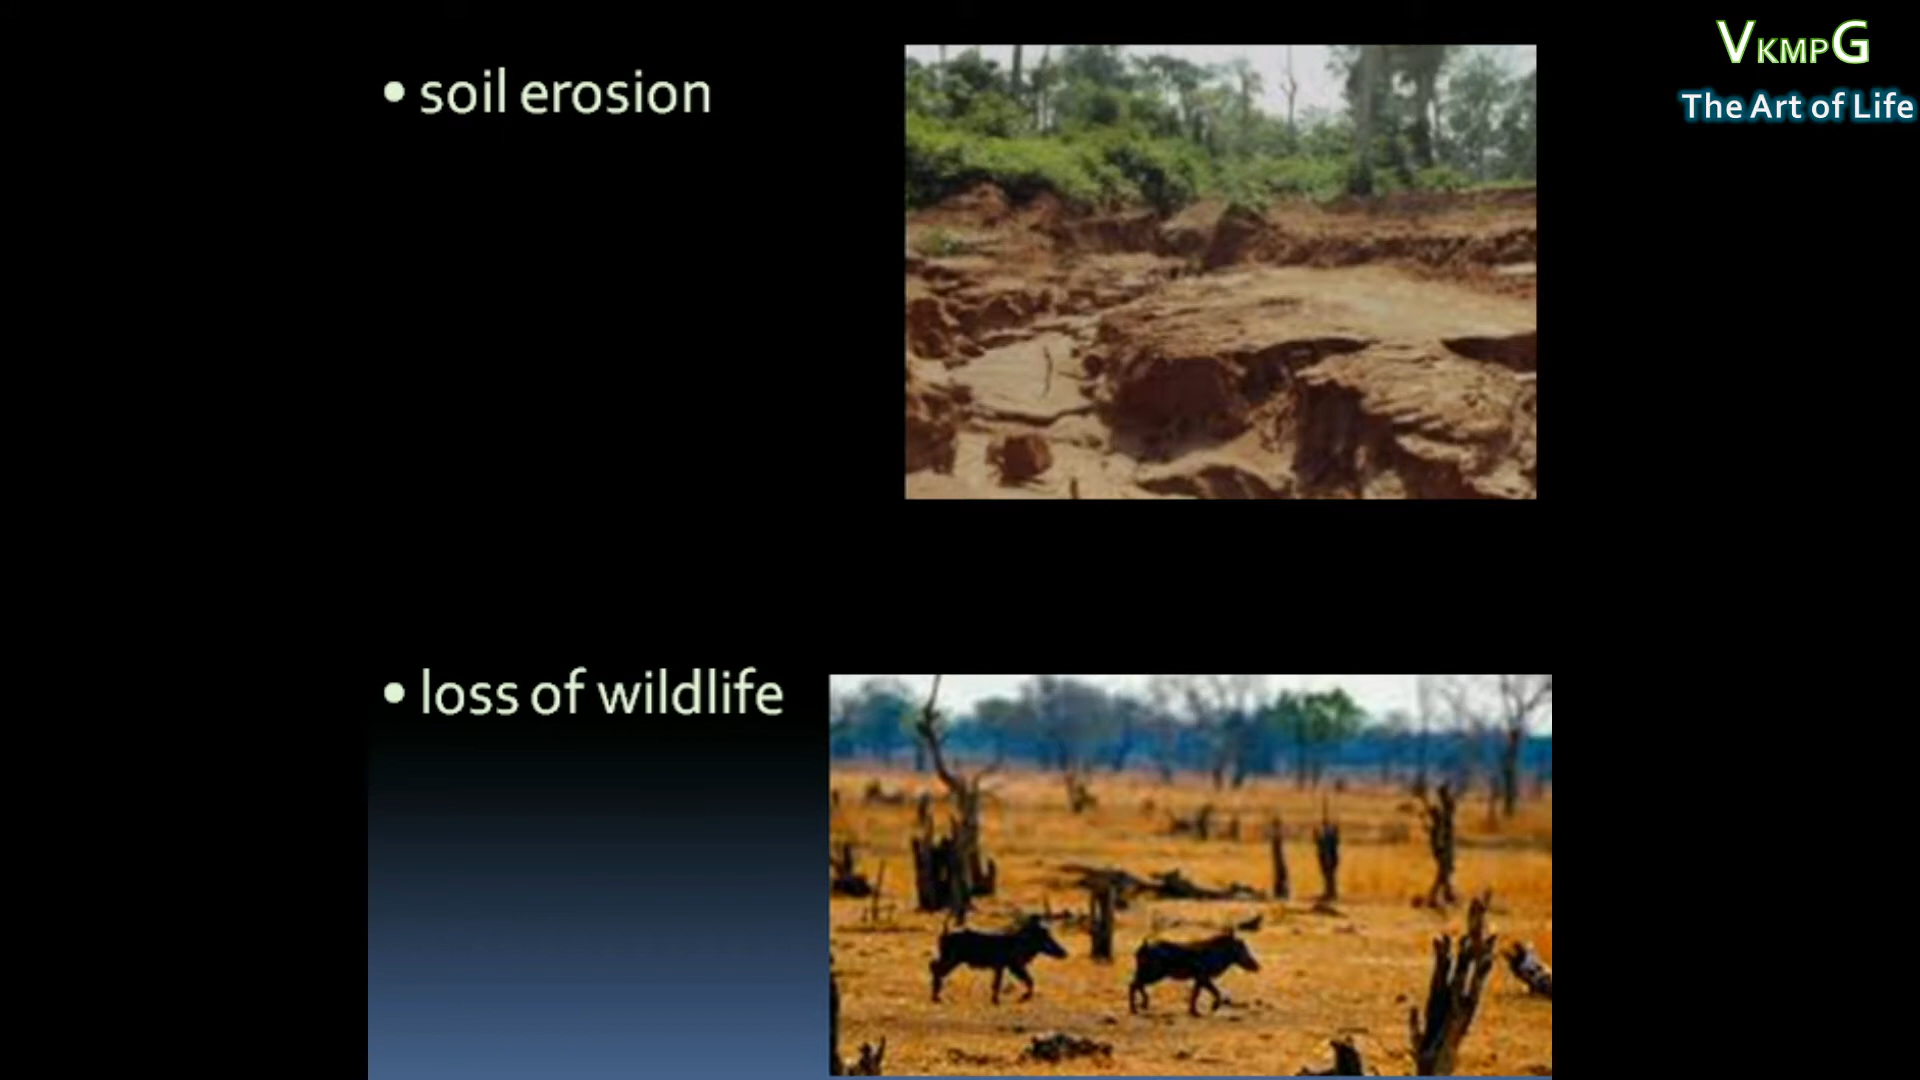 • soil erosion
VKMPG
The Art of Life
• loss of wildlife